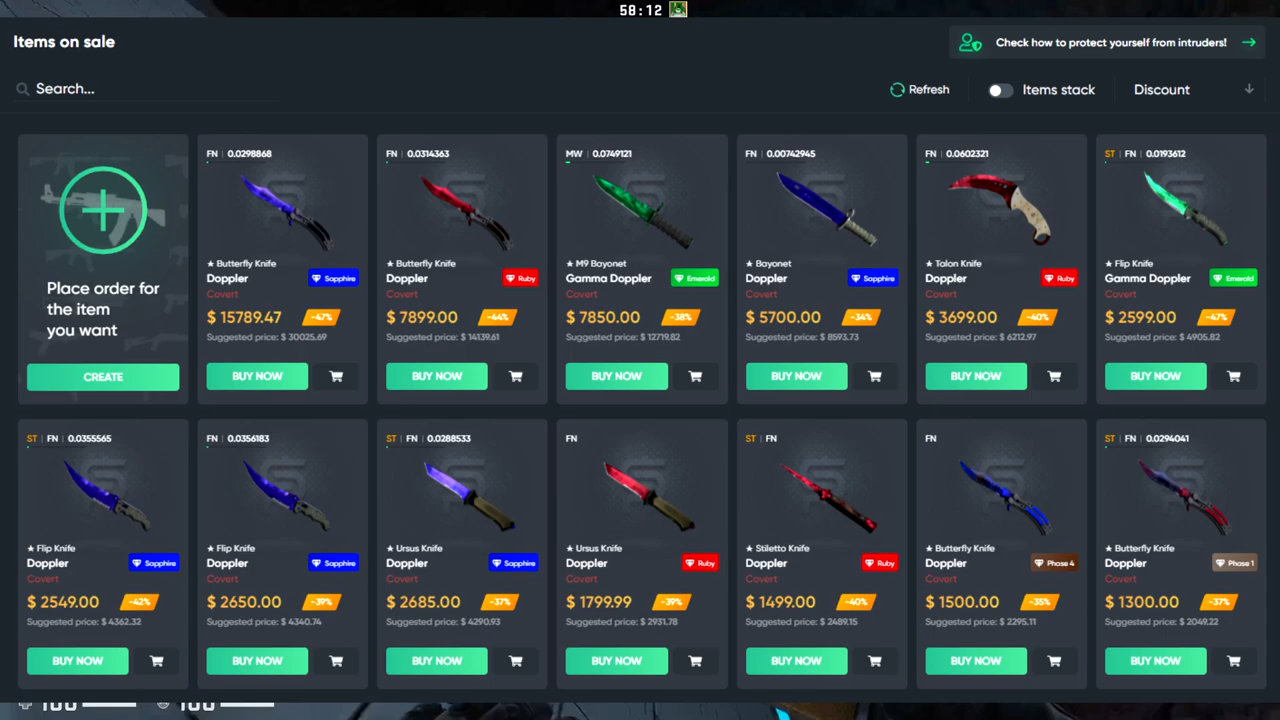 58:12
Items on sale
Check how to protect yourself from intruders!
Search...
Refresh
Items stack
Discount
Place order for
the item
you want
CREATE
FN | 0.0298868
★ Butterfly Knife
Doppler
Sapphire
Covert
$ 15789.47
-47%
Suggested price: $ 30025.69
BUY NOW
FN | 0.0314363
★ Butterfly Knife
Doppler
Ruby
Covert
$ 7899.00
-44%
Suggested price: $ 14139.61
BUY NOW
MW | 0.0749121
★ M9 Bayonet
Gamma Doppler
Emerald
Covert
$ 7850.00
-38%
Suggested price: $ 12719.82
BUY NOW
FN | 0.00742945
★ Bayonet
Doppler
Sapphire
Covert
$ 5700.00
-34%
Suggested price: $ 8593.73
BUY NOW
FN | 0.0602321
★ Talon Knife
Doppler
Ruby
Covert
$ 3699.00
-40%
Suggested price: $ 6212.97
BUY NOW
ST | FN | 0.0193612
★ Flip Knife
Gamma Doppler
Emerald
Covert
$ 2599.00
-47%
Suggested price: $ 4905.82
BUY NOW
ST | FN | 0.0355565
★ Flip Knife
Doppler
Sapphire
Covert
$ 2549.00
-42%
Suggested price: $ 4362.32
BUY NOW
FN | 0.0356183
★ Flip Knife
Doppler
Sapphire
Covert
$ 2650.00
-39%
Suggested price: $ 4340.74
BUY NOW
ST | FN | 0.0288533
★ Ursus Knife
Doppler
Sapphire
Covert
$ 2685.00
-37%
Suggested price: $ 4290.93
BUY NOW
FN
★ Ursus Knife
Doppler
Ruby
Covert
$ 1799.99
-39%
Suggested price: $ 2931.78
BUY NOW
ST | FN
★ Stiletto Knife
Doppler
Ruby
Covert
$ 1499.00
-40%
Suggested price: $ 2489.15
BUY NOW
FN
★ Butterfly Knife
Doppler
Phase 4
Covert
$ 1500.00
-35%
Suggested price: $ 2295.11
BUY NOW
ST | FN | 0.0294041
★ Butterfly Knife
Doppler
Phase 1
Covert
$ 1300.00
-37%
Suggested price: $ 2049.22
BUY NOW
100
100